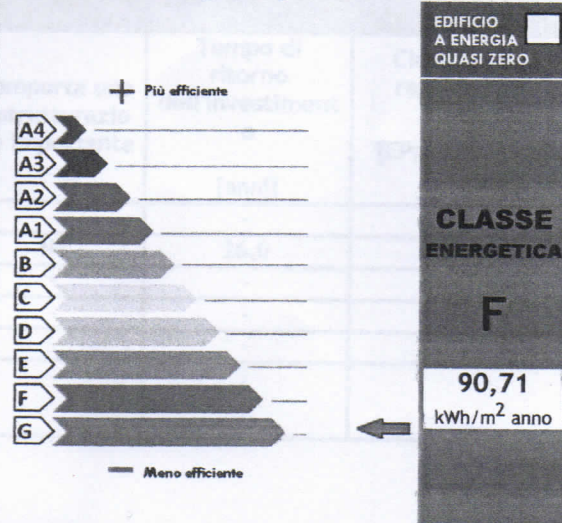 EDIFICIO
A ENERGIA
QUASI ZERO
+ Più efficiente
A4
A3
A2
A1
B
C
D
E
F
G
— Meno efficiente
CLASSE
ENERGETICA
F
90,71
kWh/m² anno